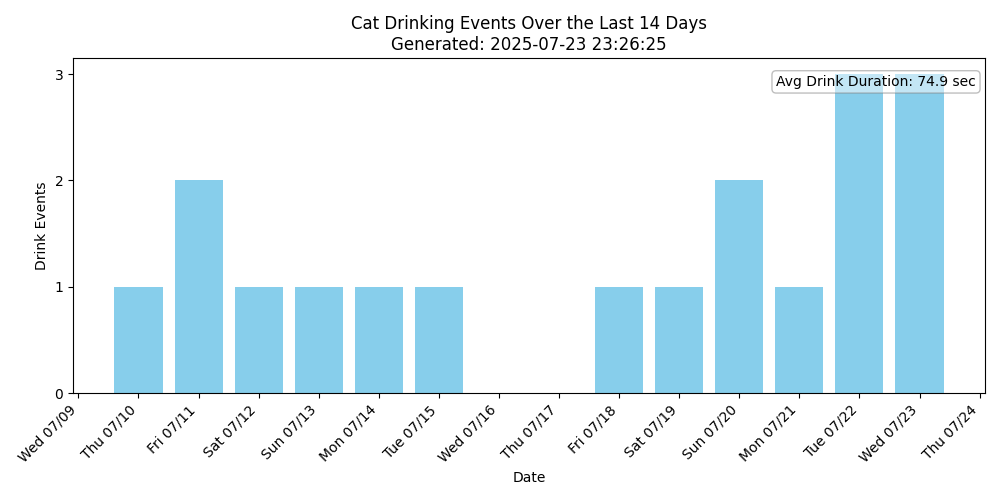 Cat Drinking Events Over the Last 14 Days
Generated: 2025-07-23 23:26:25
Avg Drink Duration: 74.9 sec
Drink Events
3
2
1
0
Wed 07/09
Thu 07/10
Fri 07/11
Sat 07/12
Sun 07/13
Mon 07/14
Tue 07/15
Wed 07/16
Thu 07/17
Fri 07/18
Sat 07/19
Sun 07/20
Mon 07/21
Tue 07/22
Wed 07/23
Thu 07/24
Date